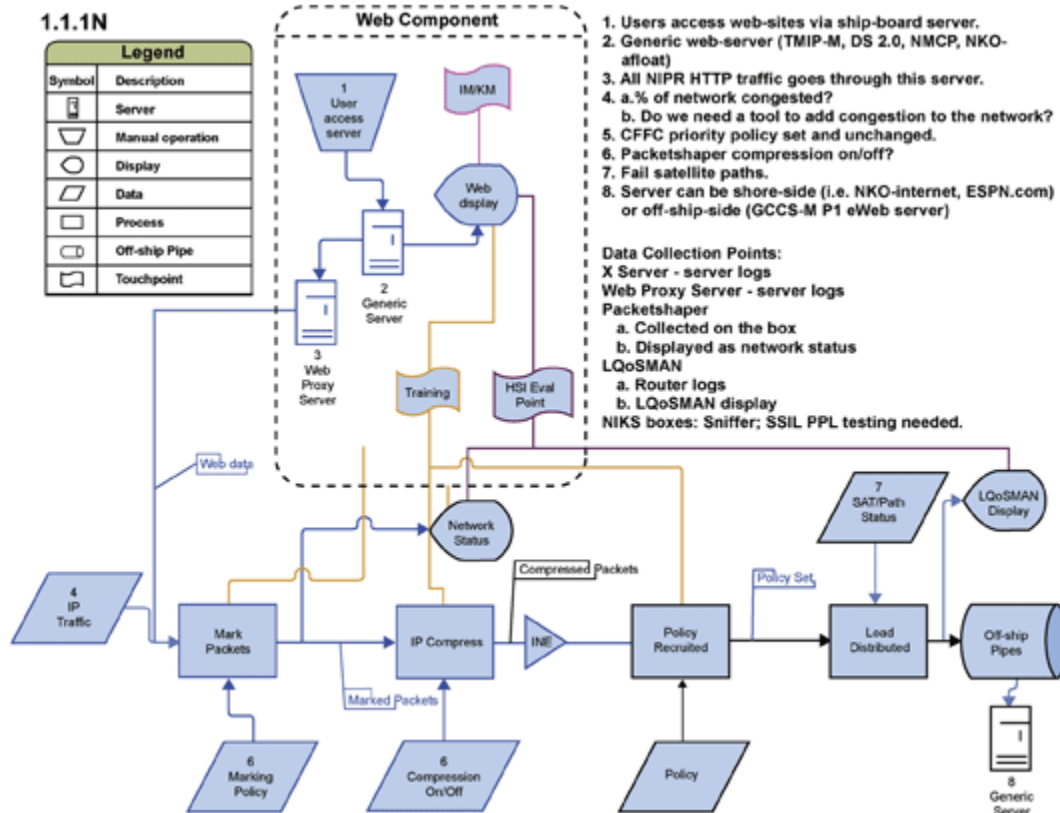 1.1.1N
Legend
Symbol Description
Server
Manual operation
Display
Data
Process
Off-ship Pipe
Touchpoint
Web Component
1
User
access
server
IM/KM
Web
display
2
Generic
Server
3
Web
Proxy
Server
Training
HSI Eval
Point
1. Users access web-sites via ship-board server.
2. Generic web-server (TMIP-M, DS 2.0, NMCP, NKO-
afloat)
3. All NIPR HTTP traffic goes through this server.
4. a.% of network congested?
b. Do we need a tool to add congestion to the network?
5. CFFC priority policy set and unchanged.
6. Packetshaper compression on/off?
7. Fail satellite paths.
8. Server can be shore-side (i.e. NKO-internet, ESPN.com)
or off-ship-side (GCCS-M P1 eWeb server)
Data Collection Points:
X Server - server logs
Web Proxy Server - server logs
Packetshaper
a. Collected on the box
b. Displayed as network status
LQoSMAN
a. Router logs
b. LQoSMAN display
NIKS boxes: Sniffer; SSIL PPL testing needed.
Web data
Network
Status
7
SAT/Path
Status
LQoSMAN
Display
Compressed Packets
Policy Set
4
IP
Traffic
Mark
Packets
IP Compress
INE
Policy
Recruited
Load
Distributed
Off-ship
Pipes
Marked Packets
6
Marking
Policy
6
Compression
On/Off
Policy
8
Generic
Server